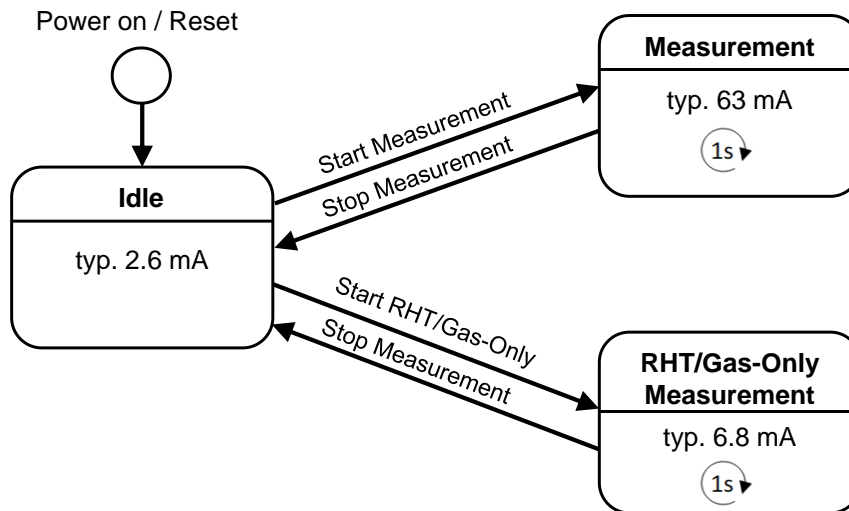 Power on / Reset
Measurement
typ. 63 mA
1s
Start Measurement
Stop Measurement
Idle
typ. 2.6 mA
Start RHT/Gas-Only
Stop Measurement
RHT/Gas-Only
Measurement
typ. 6.8 mA
1s